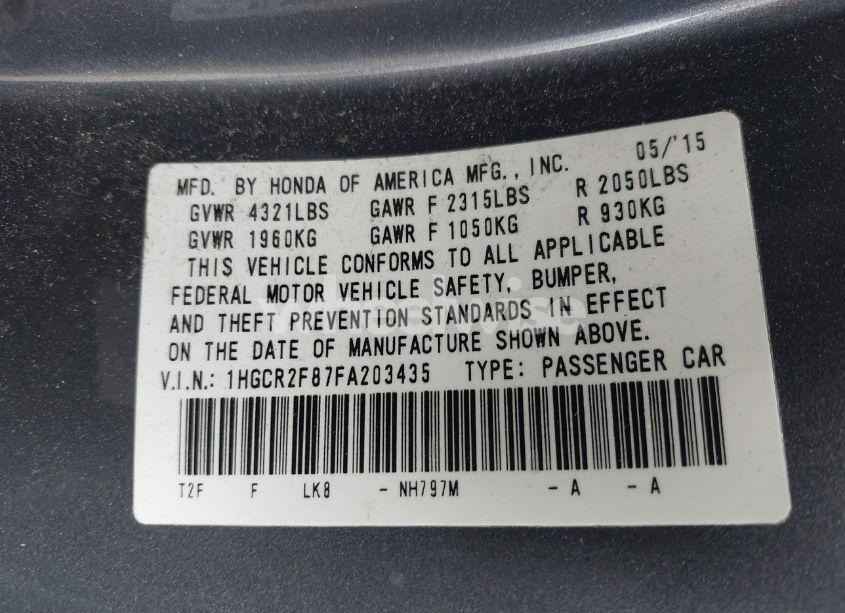 MFD. BY HONDA OF AMERICA MFG., INC. 05/'15
GVWR 4321LBS GAWR F 2315LBS R 2050LBS
GVWR 1960KG GAWR F 1050KG R 930KG
THIS VEHICLE CONFORMS TO ALL APPLICABLE
FEDERAL MOTOR VEHICLE SAFETY, BUMPER,
AND THEFT PREVENTION STANDARDS IN EFFECT
ON THE DATE OF MANUFACTURE SHOWN ABOVE.
V.I.N.: 1HGCR2F87FA203435 TYPE: PASSENGER CAR
T2F F LK8 - NH797M - A - A